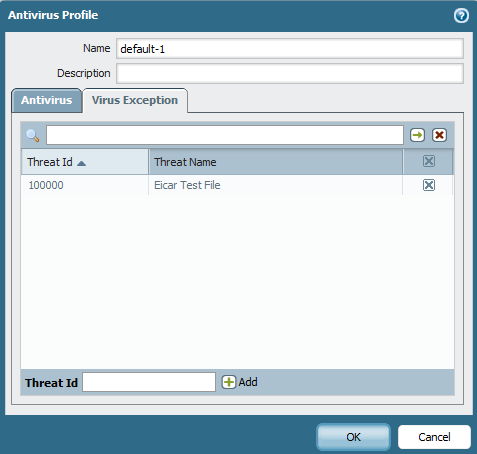 Antivirus Profile
Name default-1
Description
Antivirus Virus Exception
Threat Id Threat Name
100000 Eicar Test File
Threat Id Add
OK Cancel